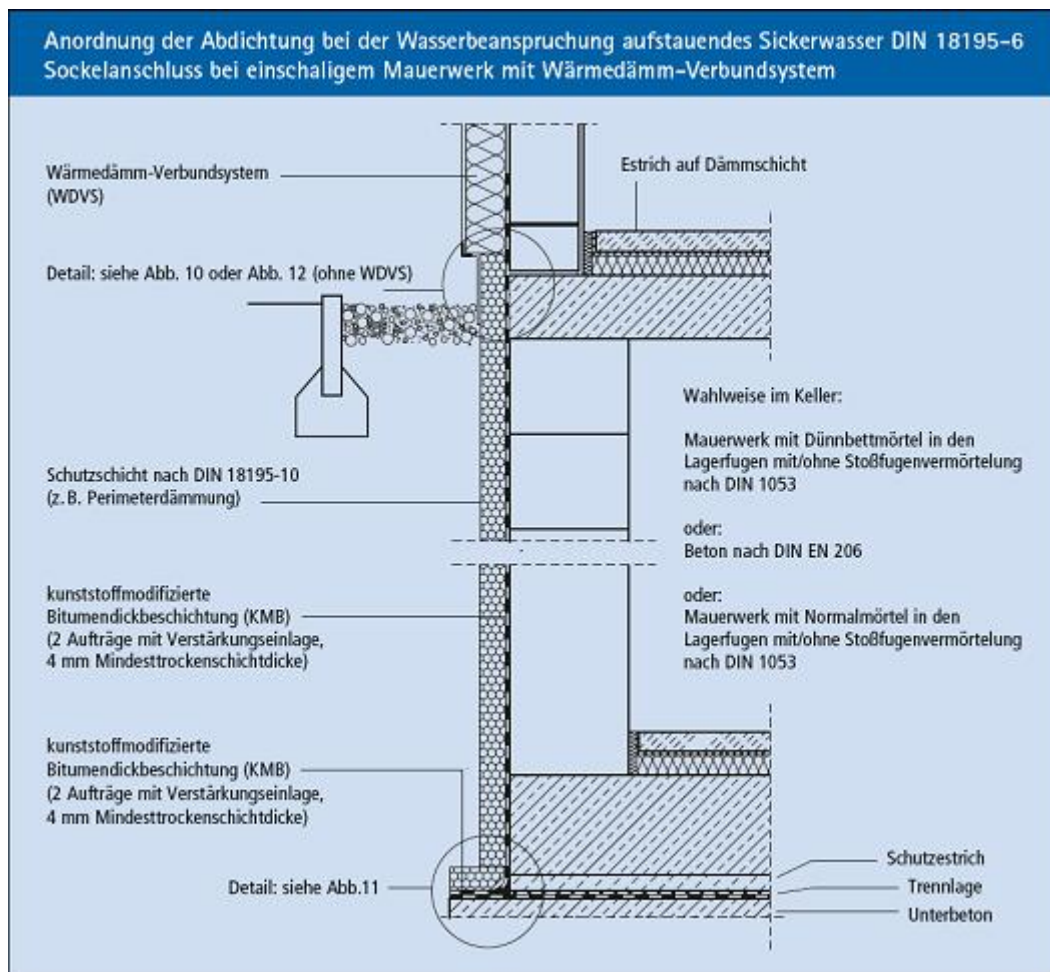 Anordnung der Abdichtung bei der Wasserbeanspruchung aufstauendes Sickerwasser DIN 18195-6
Sockelanschluss bei einschaligem Mauerwerk mit Wärmedämm-Verbundsystem
Wärmedämm-Verbundsystem
(WDVS)
Estrich auf Dämmschicht
Detail: siehe Abb. 10 oder Abb. 12 (ohne WDVS)
Wahlweise im Keller:
Mauerwerk mit Dünnbettmörtel in den
Lagerfugen mit/ohne Stoßfugenvermörtelung
nach DIN 1053
oder:
Beton nach DIN EN 206
oder:
Mauerwerk mit Normalmörtel in den
Lagerfugen mit/ohne Stoßfugenvermörtelung
nach DIN 1053
Schutzschicht nach DIN 18195-10
(z. B. Perimeterdämmung)
kunststoffmodifizierte
Bitumendickbeschichtung (KMB)
(2 Aufträge mit Verstärkungseinlage,
4 mm Mindesttrockenschichtdicke)
kunststoffmodifizierte
Bitumendickbeschichtung (KMB)
(2 Aufträge mit Verstärkungseinlage,
4 mm Mindesttrockenschichtdicke)
Detail: siehe Abb.11
Schutzestrich
Trennlage
Unterbeton